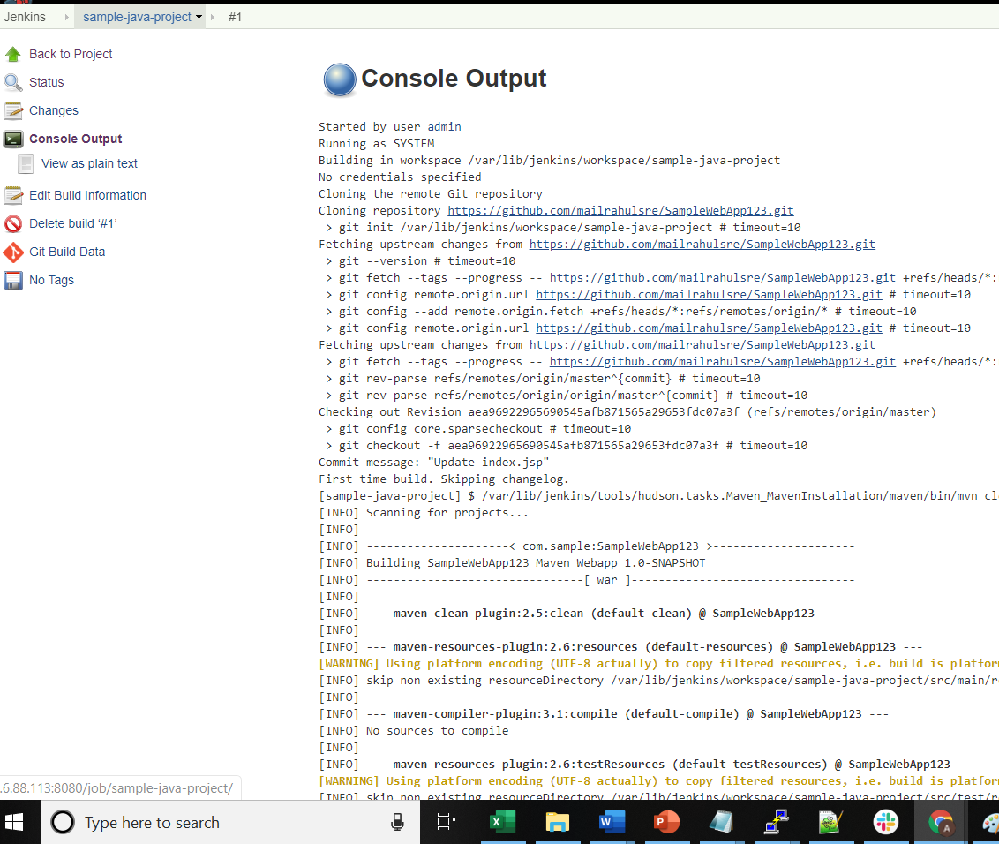 Jenkins sample-java-project #1
Back to Project
Status
Changes
Console Output
View as plain text
Edit Build Information
Delete build ‘#1’
Git Build Data
No Tags
Console Output
Started by user admin
Running as SYSTEM
Building in workspace /var/lib/jenkins/workspace/sample-java-project
No credentials specified
Cloning the remote Git repository
Cloning repository https://github.com/mailrahulsre/SampleWebApp123.git
> git init /var/lib/jenkins/workspace/sample-java-project # timeout=10
Fetching upstream changes from https://github.com/mailrahulsre/SampleWebApp123.git
> git --version # timeout=10
> git fetch --tags --progress -- https://github.com/mailrahulsre/SampleWebApp123.git +refs/heads/*:
> git config remote.origin.url https://github.com/mailrahulsre/SampleWebApp123.git # timeout=10
> git config --add remote.origin.fetch +refs/heads/*:refs/remotes/origin/* # timeout=10
> git config remote.origin.url https://github.com/mailrahulsre/SampleWebApp123.git # timeout=10
Fetching upstream changes from https://github.com/mailrahulsre/SampleWebApp123.git
> git fetch --tags --progress -- https://github.com/mailrahulsre/SampleWebApp123.git +refs/heads/*:
> git rev-parse refs/remotes/origin/master^{commit} # timeout=10
> git rev-parse refs/remotes/origin/origin/master^{commit} # timeout=10
Checking out Revision aea96922965690545afb871565a29653fdc07a3f (refs/remotes/origin/master)
> git config core.sparsecheckout # timeout=10
> git checkout -f aea96922965690545afb871565a29653fdc07a3f # timeout=10
Commit message: "Update index.jsp"
First time build. Skipping changelog.
[sample-java-project] $ /var/lib/jenkins/tools/hudson.tasks.Maven_MavenInstallation/maven/bin/mvn cle
[INFO] Scanning for projects...
[INFO]
[INFO] ---------------------< com.sample:SampleWebApp123 >---------------------
[INFO] Building SampleWebApp123 Maven Webapp 1.0-SNAPSHOT
[INFO] --------------------------------[ war ]---------------------------------
[INFO]
[INFO] --- maven-clean-plugin:2.5:clean (default-clean) @ SampleWebApp123 ---
[INFO]
[INFO] --- maven-resources-plugin:2.6:resources (default-resources) @ SampleWebApp123 ---
[WARNING] Using platform encoding (UTF-8 actually) to copy filtered resources, i.e. build is platfor
[INFO] skip non existing resourceDirectory /var/lib/jenkins/workspace/sample-java-project/src/main/r
[INFO]
[INFO] --- maven-compiler-plugin:3.1:compile (default-compile) @ SampleWebApp123 ---
[INFO] No sources to compile
[INFO]
[INFO] --- maven-resources-plugin:2.6:testResources (default-testResources) @ SampleWebApp123 ---
[WARNING] Using platform encoding (UTF-8 actually) to copy filtered resources, i.e. build is platfor
[INFO] skip non existing resourceDirectory /var/lib/jenkins/workspace/sample-java-project/src/test/r
.6.88.113:8080/job/sample-java-project/
Type here to search